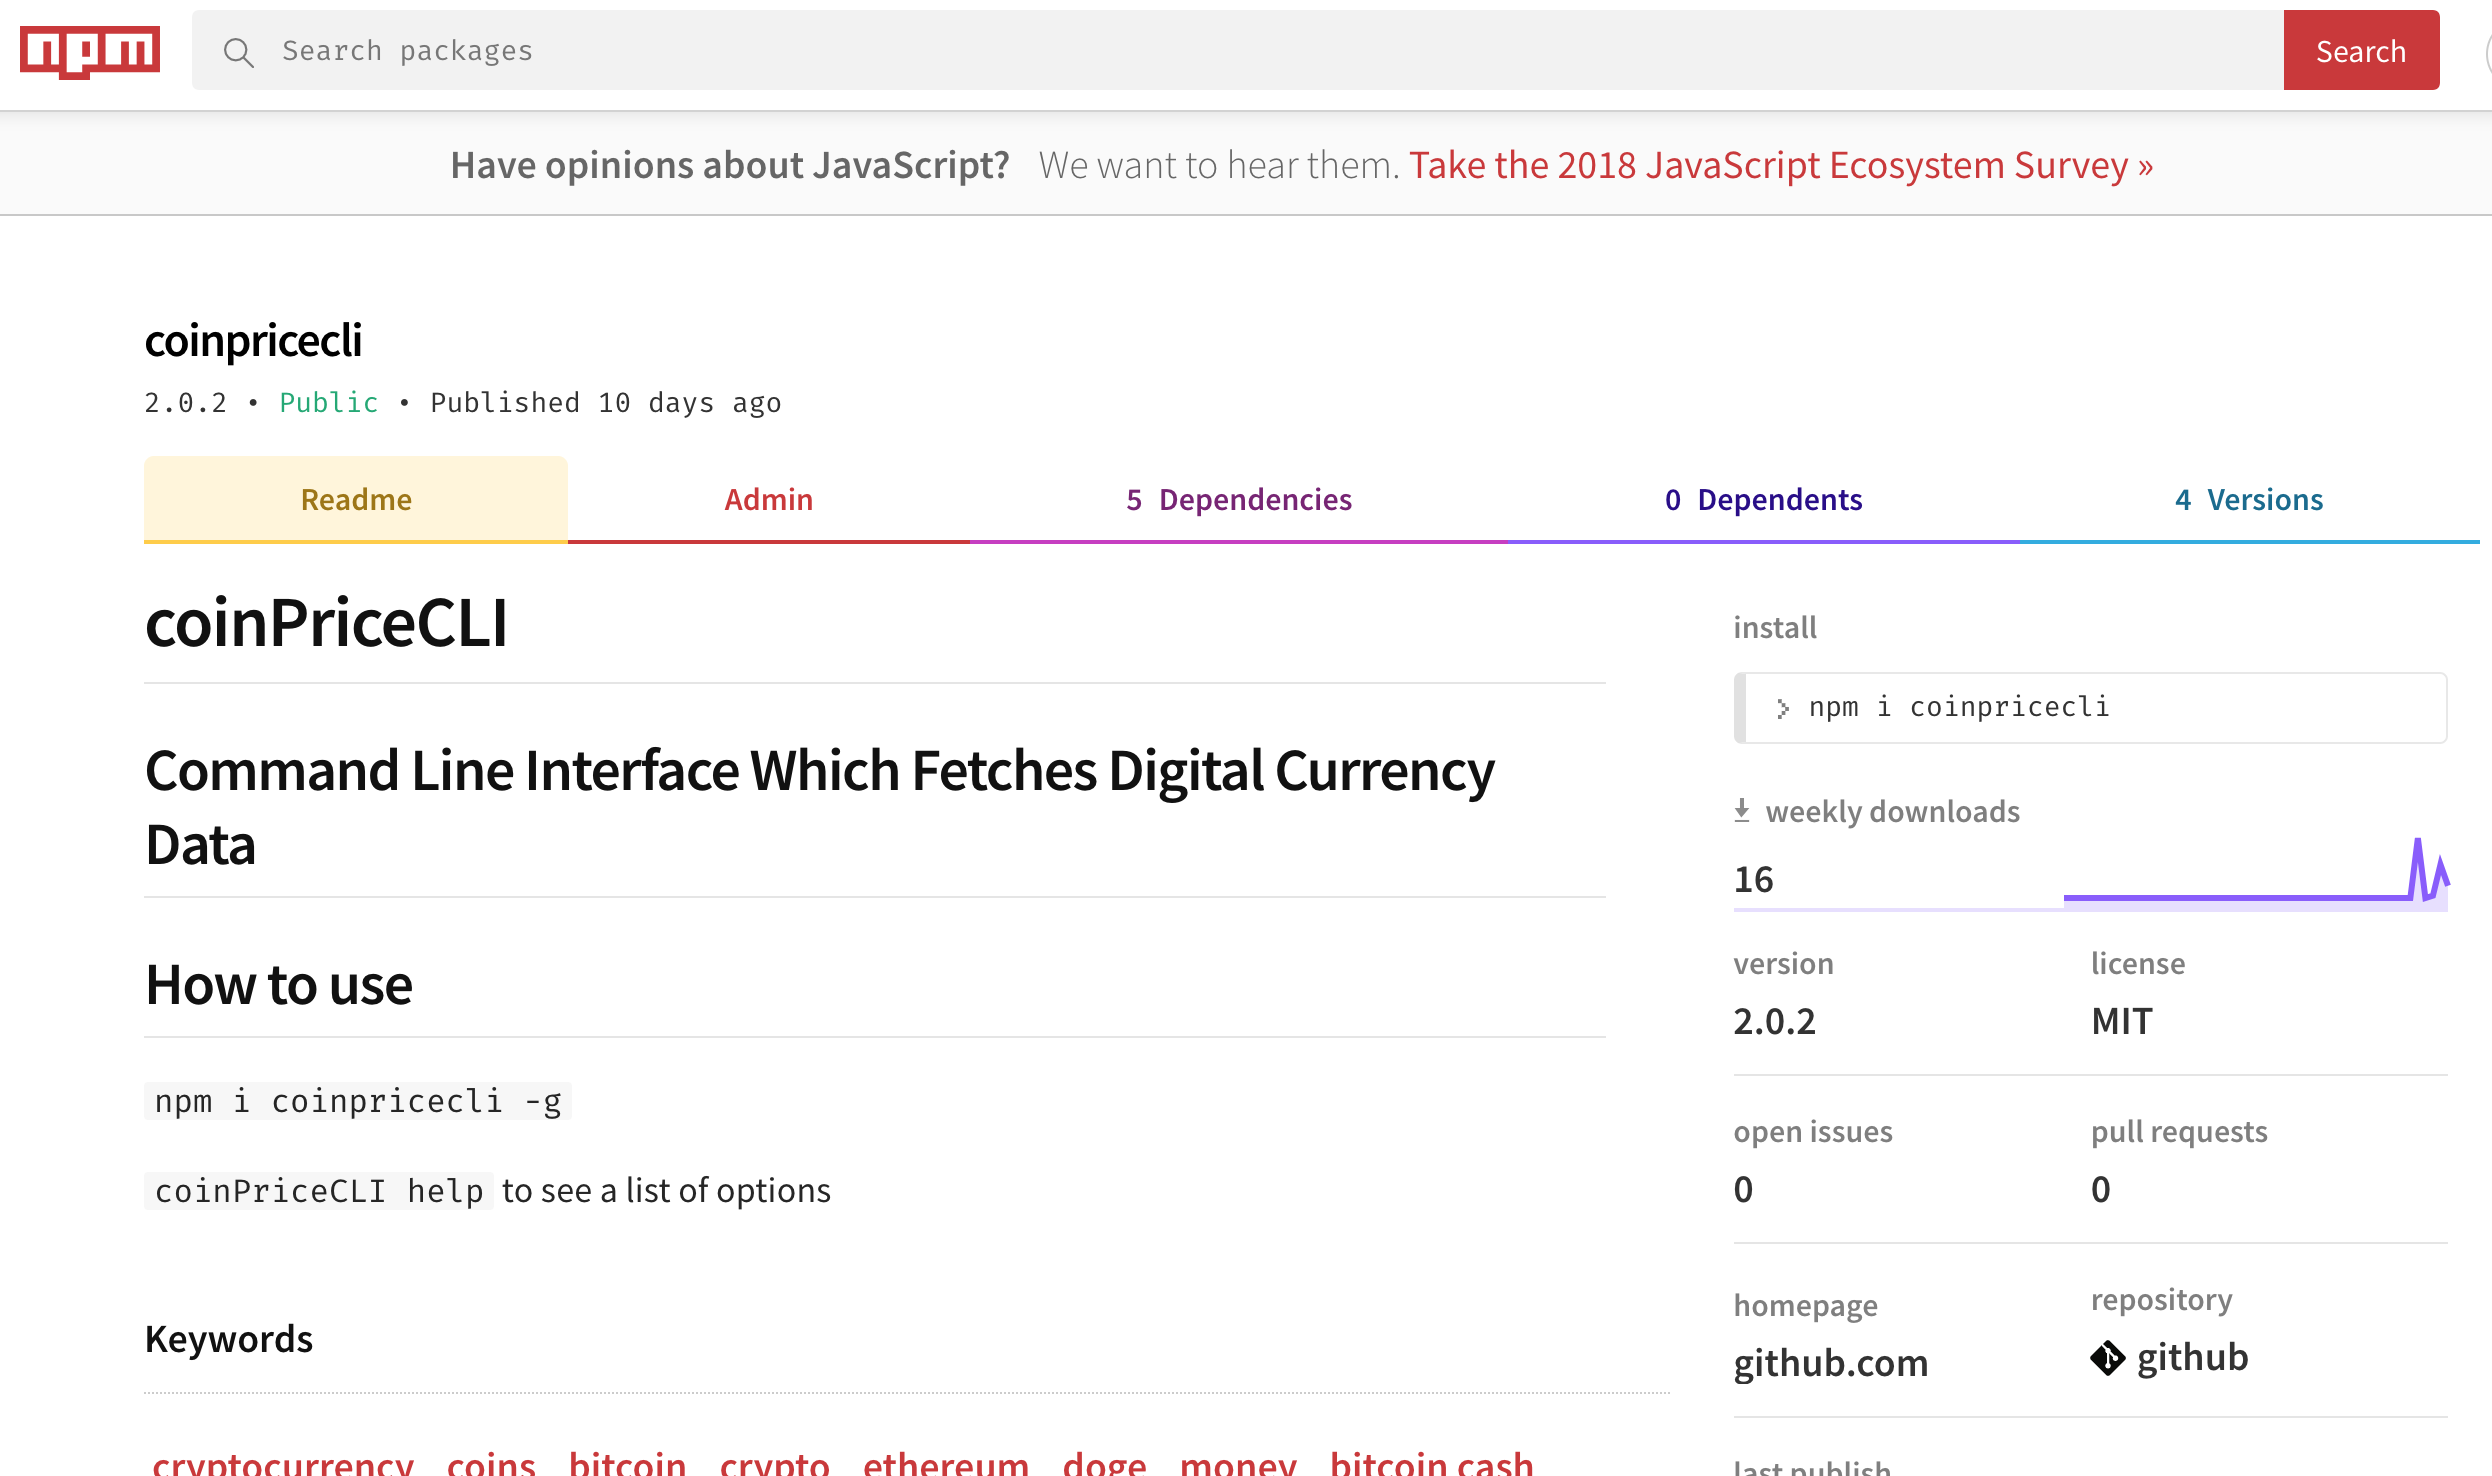 npm
Search packages
Search
Have opinions about JavaScript? We want to hear them. Take the 2018 JavaScript Ecosystem Survey »
coinpricecli
2.0.2 • Public • Published 10 days ago
Readme
Admin
5 Dependencies
0 Dependents
4 Versions
coinPriceCLI
Command Line Interface Which Fetches Digital Currency
Data
How to use
npm i coinpricecli -g
coinPriceCLI help to see a list of options
Keywords
cryptocurrency coins bitcoin crypto ethereum doge money bitcoin cash
install
npm i coinpricecli
weekly downloads
16
version
2.0.2
license
MIT
open issues
0
pull requests
0
homepage
github.com
repository
github
last publish